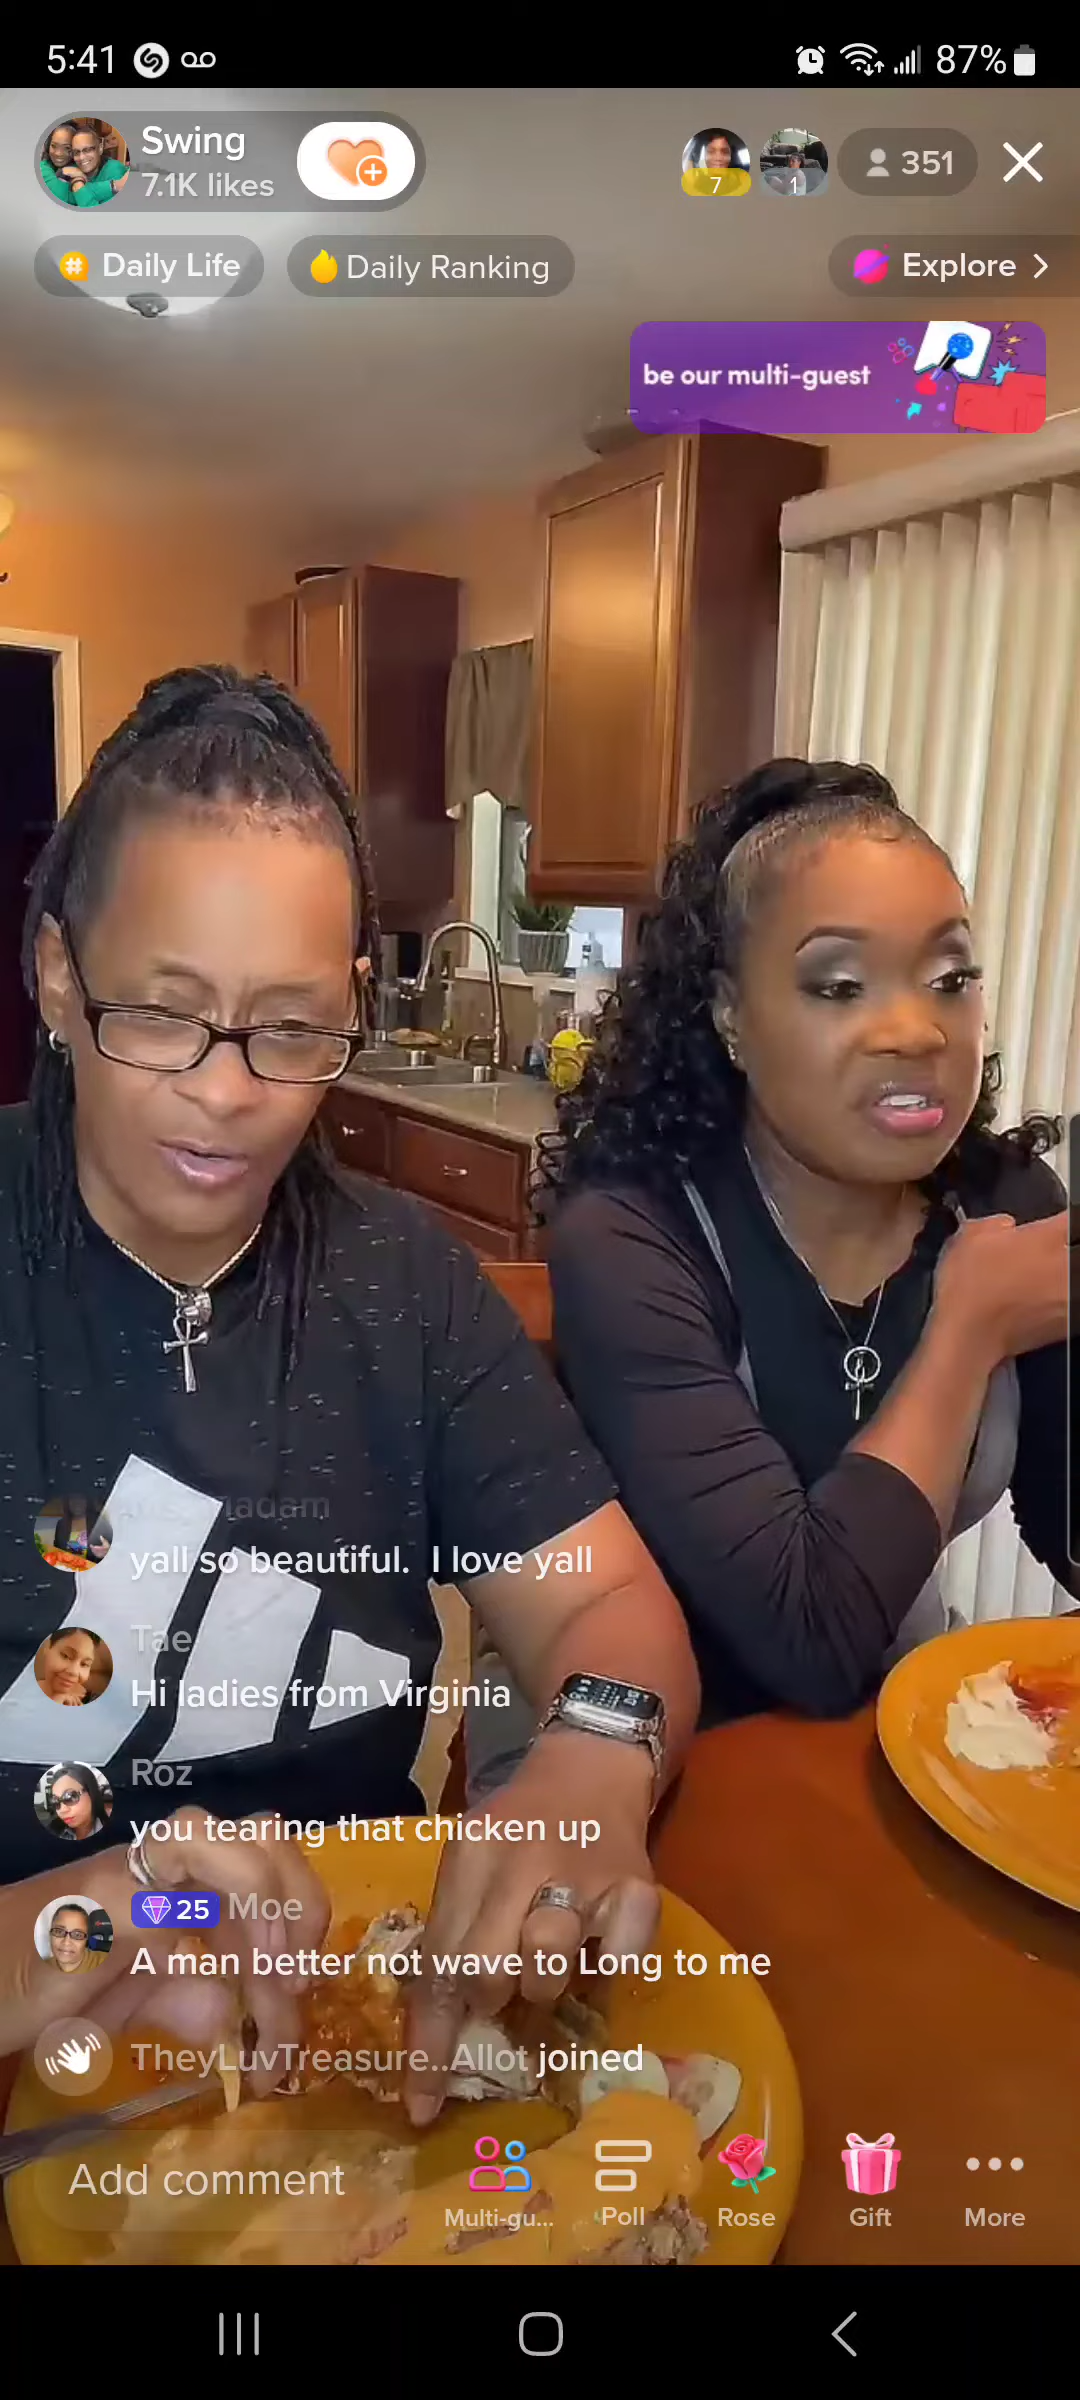 5:41
87%
Swing
7.1K likes
7
1
351
# Daily Life
Daily Ranking
Explore >
be our multi-guest
yall so beautiful. I love yall
Tae
Hi ladies from Virginia
Roz
you tearing that chicken up
25 Moe
A man better not wave to Long to me
TheyLuvTreasure..Allot joined
Add comment
Multi-gu...
Poll
Rose
Gift
More